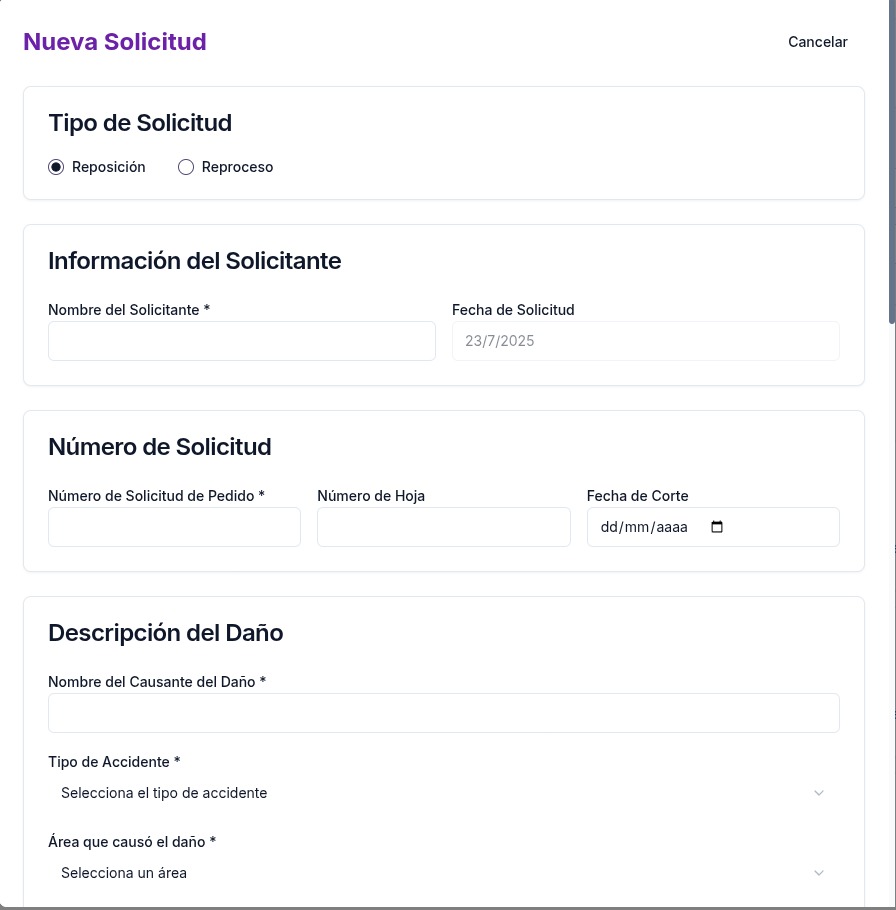 Nueva Solicitud
Cancelar
Tipo de Solicitud
Reposición
Reproceso
Información del Solicitante
Nombre del Solicitante *
Fecha de Solicitud
23/7/2025
Número de Solicitud
Número de Solicitud de Pedido *
Número de Hoja
Fecha de Corte
dd/mm/aaaa
Descripción del Daño
Nombre del Causante del Daño *
Tipo de Accidente *
Selecciona el tipo de accidente
Área que causó el daño *
Selecciona un área